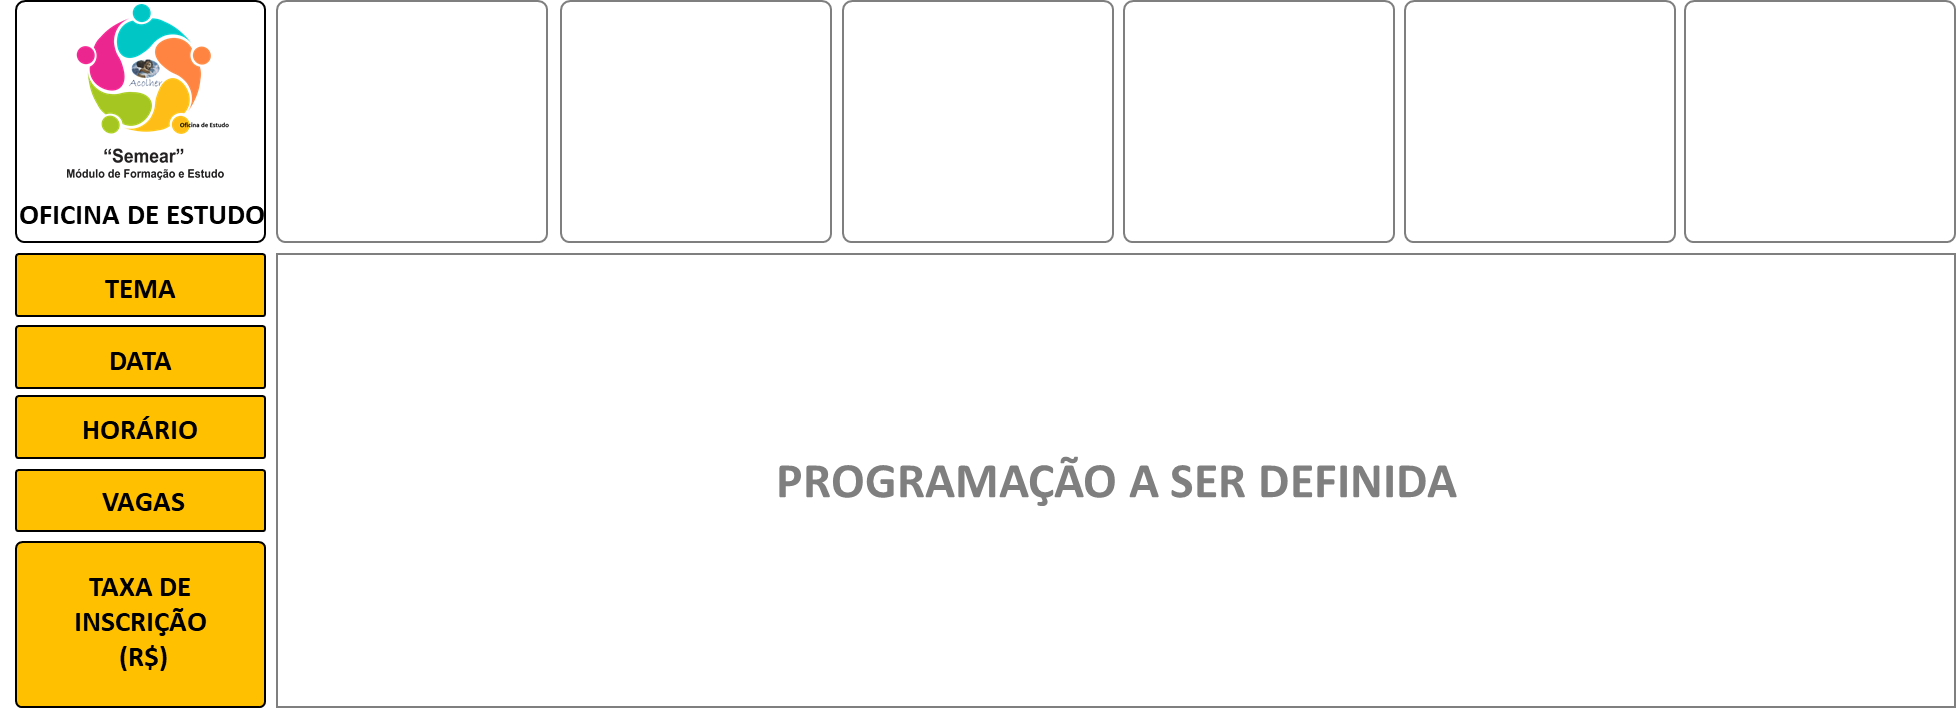 Acolher
Oficina de Estudo
“Semear”
Módulo de Formação e Estudo
OFICINA DE ESTUDO
TEMA
DATA
HORÁRIO
VAGAS
TAXA DE
INSCRIÇÃO
(R$)
PROGRAMAÇÃO A SER DEFINIDA